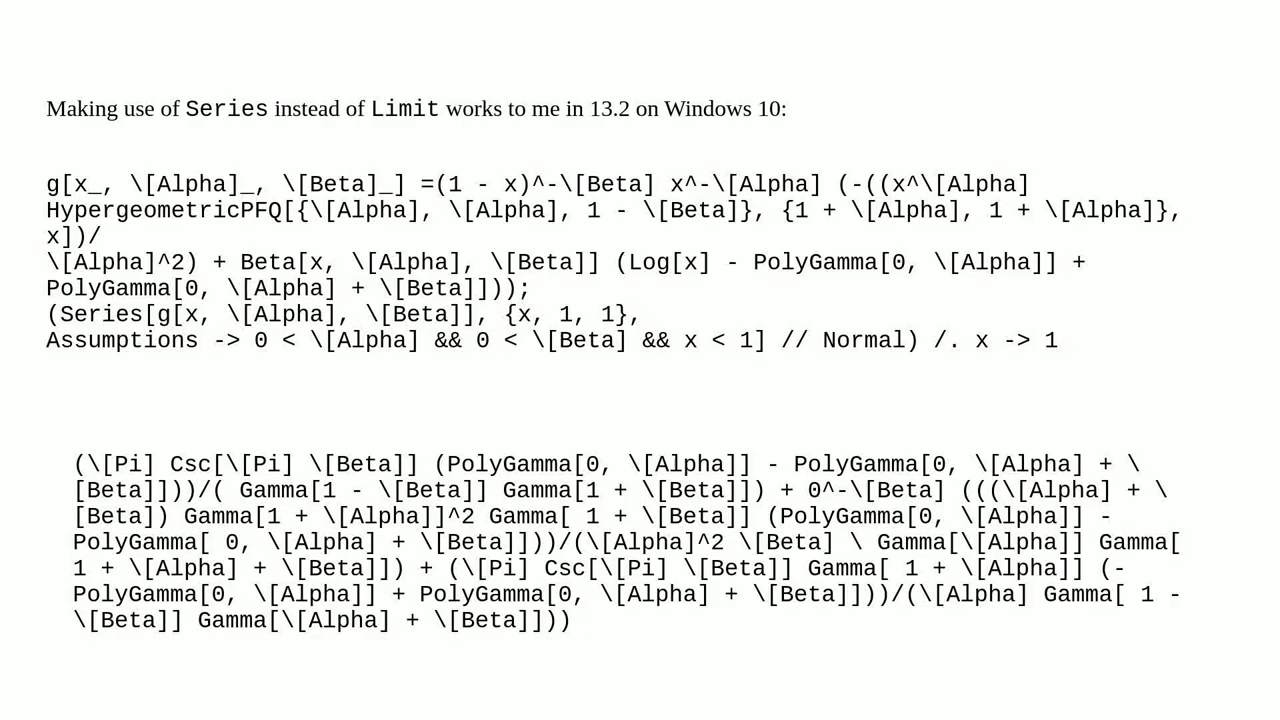 Making use of Series instead of Limit works to me in 13.2 on Windows 10:
g[x_, \[Alpha]_, \[Beta]_] =(1 - x)^-\[Beta] x^-\[Alpha] (-((x^\[Alpha]
HypergeometricPFQ[{\[Alpha], \[Alpha], 1 - \[Beta]}, {1 + \[Alpha], 1 + \[Alpha]},
x])/
\[Alpha]^2) + Beta[x, \[Alpha], \[Beta]] (Log[x] - PolyGamma[0, \[Alpha]] +
PolyGamma[0, \[Alpha] + \[Beta]]));
(Series[g[x, \[Alpha], \[Beta]], {x, 1, 1},
Assumptions -> 0 < \[Alpha] && 0 < \[Beta] && x < 1] // Normal) /. x -> 1
(\[Pi] Csc[\[Pi] \[Beta]] (PolyGamma[0, \[Alpha]] - PolyGamma[0, \[Alpha] + \
[Beta]]))/( Gamma[1 - \[Beta]] Gamma[1 + \[Beta]]) + 0^-\[Beta] (((\[Alpha] + \
[Beta]) Gamma[1 + \[Alpha]]^2 Gamma[ 1 + \[Beta]] (PolyGamma[0, \[Alpha]] -
PolyGamma[ 0, \[Alpha] + \[Beta]]))/(\[Alpha]^2 \[Beta] \ Gamma[\[Alpha]] Gamma[
1 + \[Alpha] + \[Beta]]) + (\[Pi] Csc[\[Pi] \[Beta]] Gamma[ 1 + \[Alpha]] (-
PolyGamma[0, \[Alpha]] + PolyGamma[0, \[Alpha] + \[Beta]]))/(\[Alpha] Gamma[ 1 -
\[Beta]] Gamma[\[Alpha] + \[Beta]]))